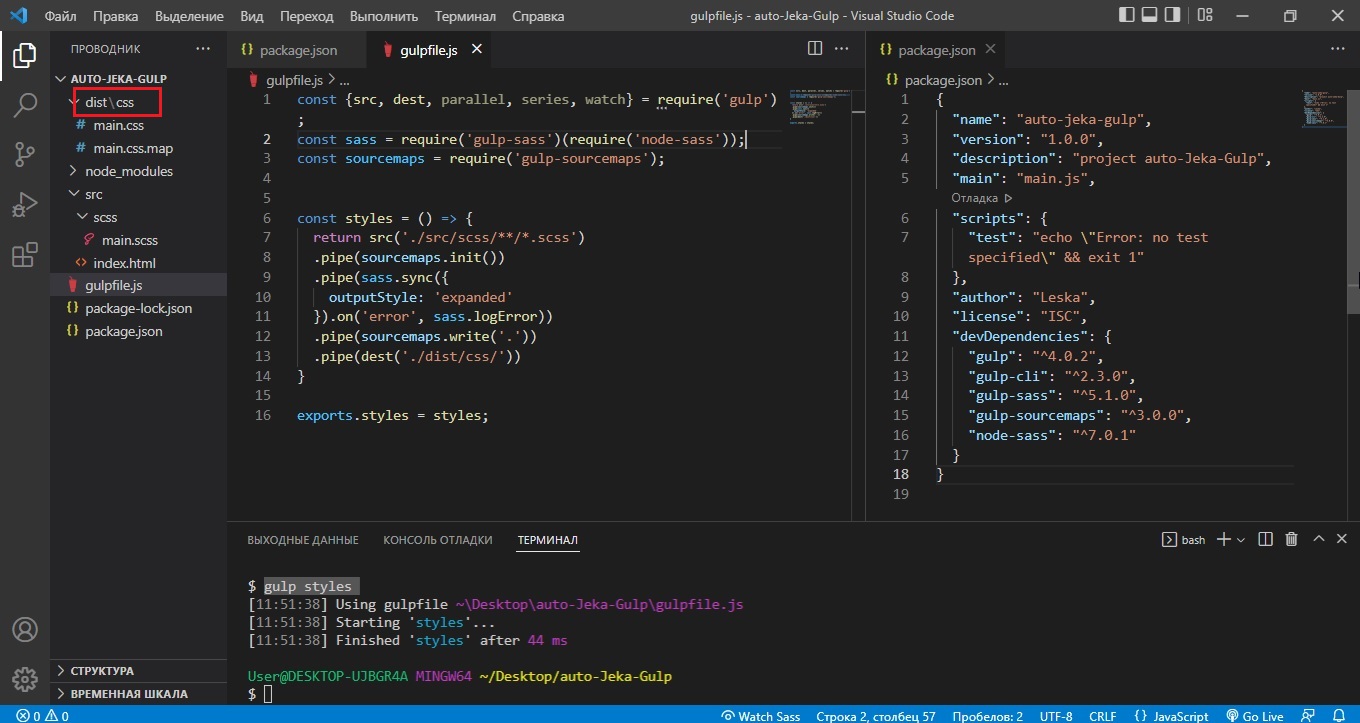 Файл Правка Выделение Вид Переход Выполнить Терминал Справка
gulpfile.js - auto-Jeka-Gulp - Visual Studio Code
ПРОВОДНИК
AUTO-JEKA-GULP
dist\css
main.css
main.css.map
node_modules
src
scss
main.scss
index.html
gulpfile.js
package-lock.json
package.json
СТРУКТУРА
ВРЕМЕННАЯ ШКАЛА
package.json gulpfile.js
gulpfile.js > ...
1 const {src, dest, parallel, series, watch} = require('gulp')
;
2 const sass = require('gulp-sass')(require('node-sass'));
3 const sourcemaps = require('gulp-sourcemaps');
4
5
6 const styles = () => {
7 return src('./src/scss/**/*.scss')
8 .pipe(sourcemaps.init())
9 .pipe(sass.sync({
10 outputStyle: 'expanded'
11 }).on('error', sass.logError))
12 .pipe(sourcemaps.write('.'))
13 .pipe(dest('./dist/css/'))
14 }
15
16 exports.styles = styles;
package.json
package.json > ...
1 {
2 "name": "auto-jeka-gulp",
3 "version": "1.0.0",
4 "description": "project auto-Jeka-Gulp",
5 "main": "main.js",
Отладка
6 "scripts": {
7 "test": "echo \"Error: no test
specified\" && exit 1"
8 },
9 "author": "Leska",
10 "license": "ISC",
11 "devDependencies": {
12 "gulp": "^4.0.2",
13 "gulp-cli": "^2.3.0",
14 "gulp-sass": "^5.1.0",
15 "gulp-sourcemaps": "^3.0.0",
16 "node-sass": "^7.0.1"
17 }
18 }
19
ВЫХОДНЫЕ ДАННЫЕ КОНСОЛЬ ОТЛАДКИ ТЕРМИНАЛ
bash
$ gulp styles
[11:51:38] Using gulpfile ~\Desktop\auto-Jeka-Gulp\gulpfile.js
[11:51:38] Starting 'styles'...
[11:51:38] Finished 'styles' after 44 ms
User@DESKTOP-UJBGR4A MINGW64 ~/Desktop/auto-Jeka-Gulp
$
0 0 Watch Sass Строка 2, столбец 57 Пробелов: 2 UTF-8 CRLF {} JavaScript Go Live